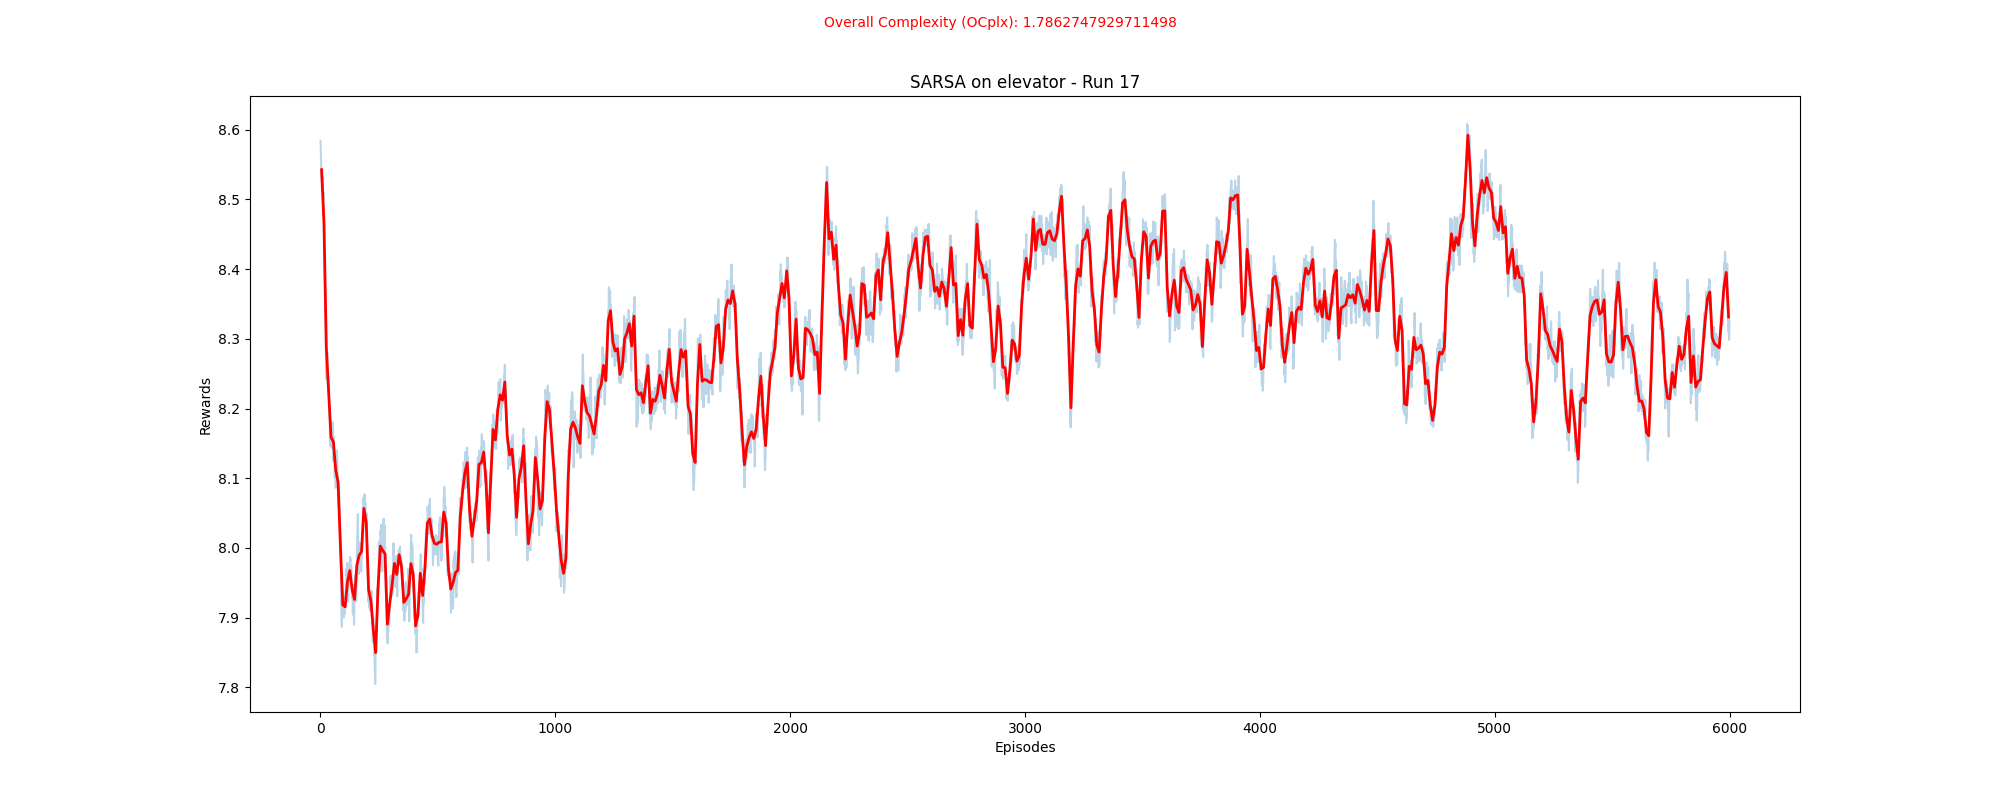 Overall Complexity (OCplx): 1.7862747929711498
SARSA on elevator - Run 17
Rewards
8.6
8.5
8.4
8.3
8.2
8.1
8.0
7.9
7.8
0 1000 2000 3000 4000 5000 6000
Episodes